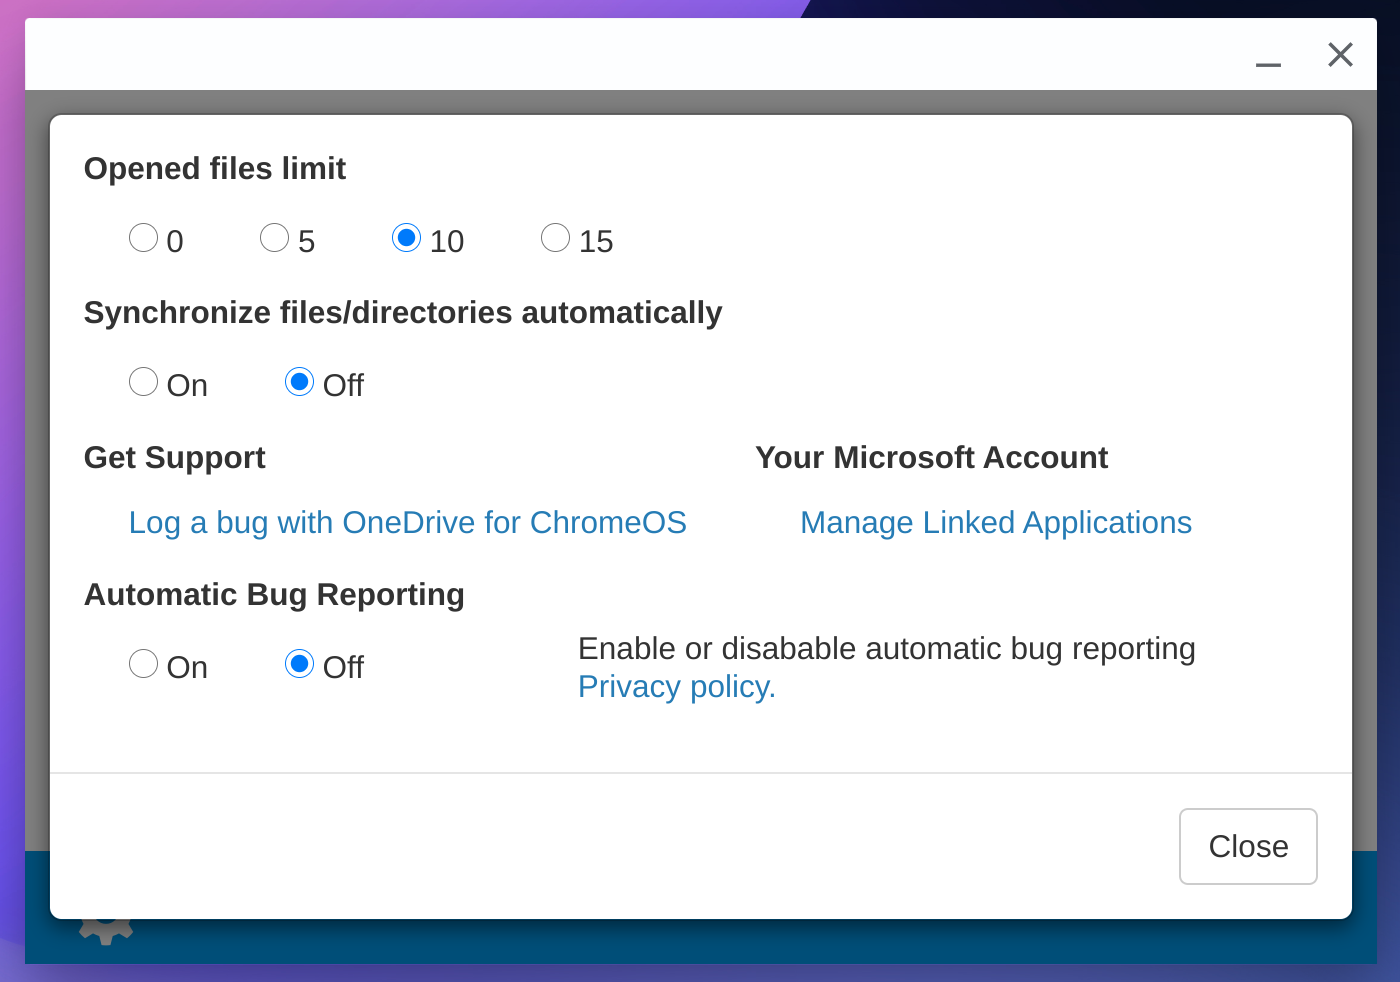 Opened files limit
0 5 10 15
Synchronize files/directories automatically
On Off
Get Support Your Microsoft Account
Log a bug with OneDrive for ChromeOS Manage Linked Applications
Automatic Bug Reporting
On Off
Enable or disabable automatic bug reporting
Privacy policy.
Close